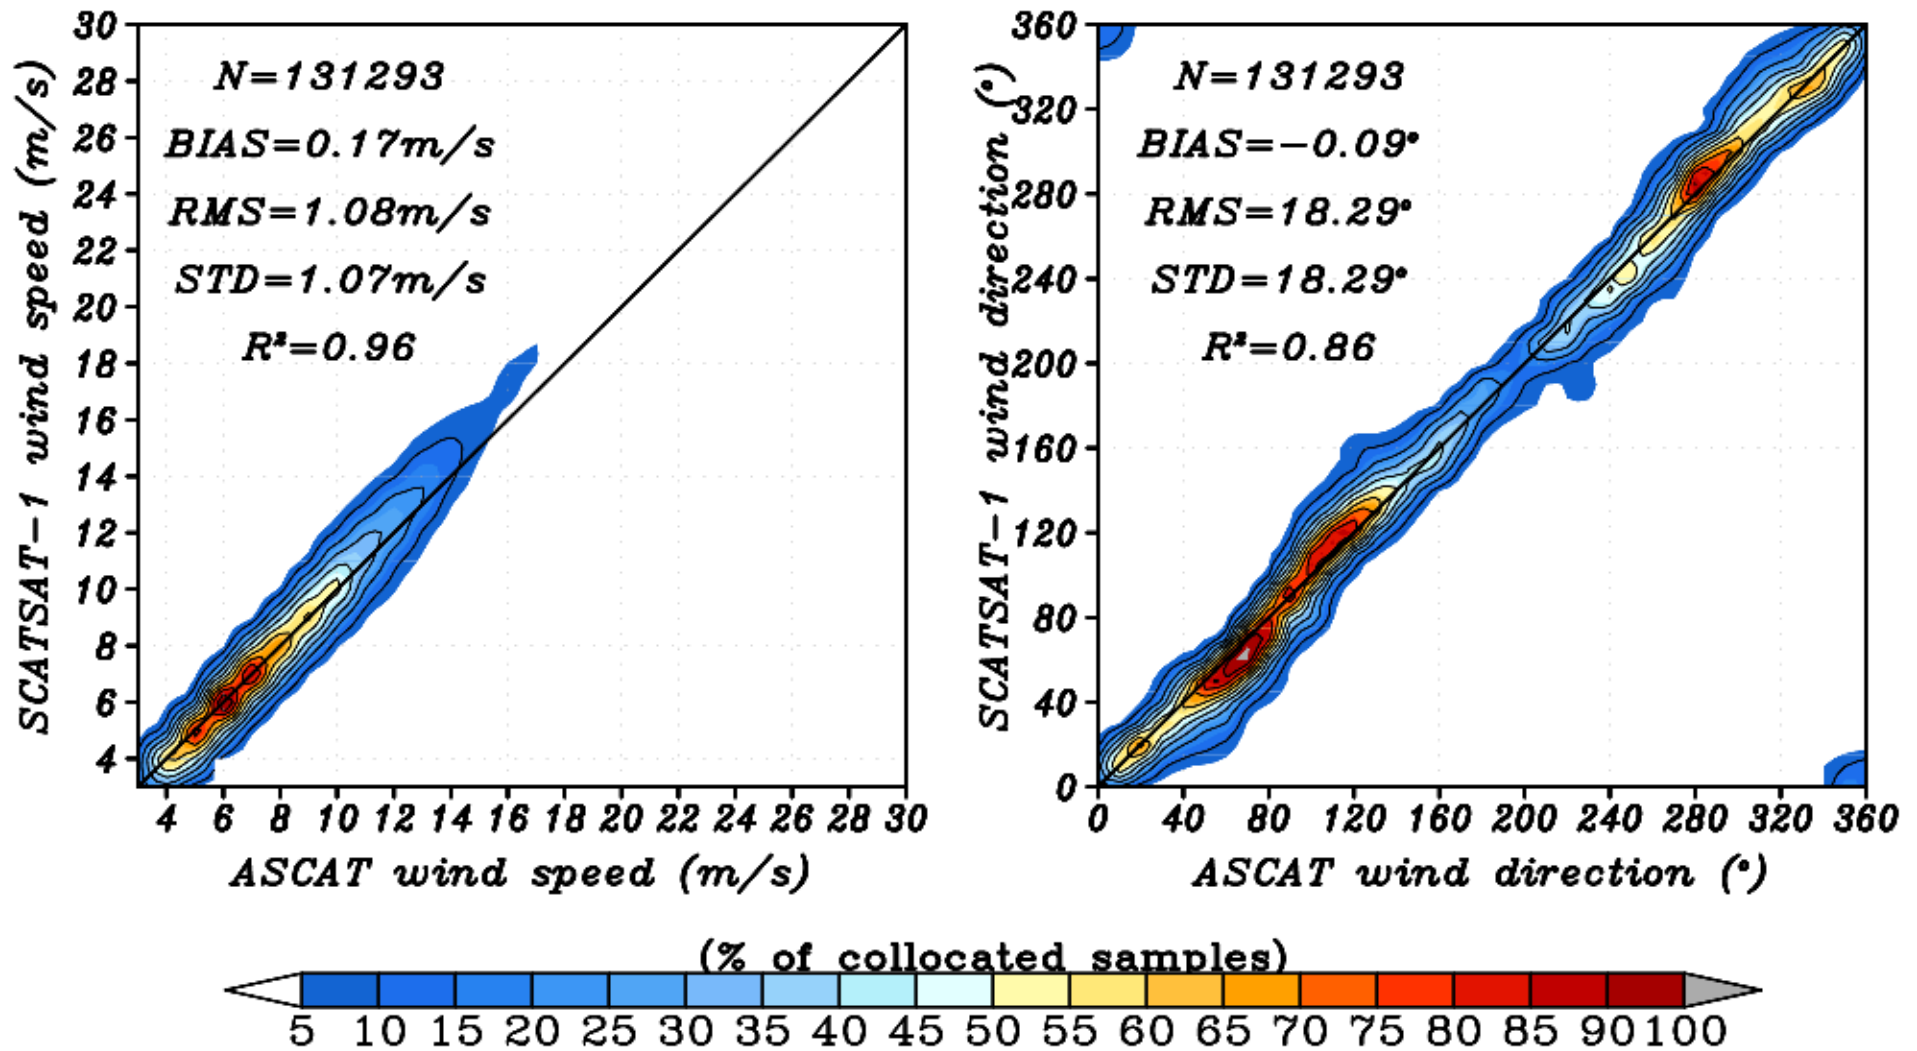 SCATSAT-1 wind speed (m/s)
30
28
26
24
22
20
18
16
14
12
10
8
6
4
N=131293
BIAS=0.17m/s
RMS=1.08m/s
STD=1.07m/s
R²=0.96
4 6 8 10 12 14 16 18 20 22 24 26 28 30
ASCAT wind speed (m/s)
SCATSAT-1 wind direction (°)
360
320
280
240
200
160
120
80
40
0
N=131293
BIAS=-0.09°
RMS=18.29°
STD=18.29°
R²=0.86
0 40 80 120 160 200 240 280 320 360
ASCAT wind direction (°)
(% of collocated samples)
5 10 15 20 25 30 35 40 45 50 55 60 65 70 75 80 85 90 100